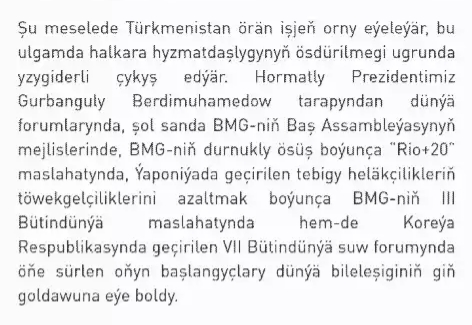 Şu meselede Türkmenistan örän işjeň orny eýeleýär, bu
ulgamda halkara hyzmatdaşlygynyň ösdürilmegi ugrunda
yzygiderli çykyş edýär. Hormatly Prezidentimiz
Gurbanguly Berdimuhamedow tarapyndan dünýä
forumlarynda, şol sanda BMG-niň Baş Assambleýasynyň
mejlislerinde, BMG-niň durnukly ösüş boýunça "Rio+20"
maslahatynda, Ýaponiýada geçirilen tebigy heläkçilikleriň
töwekgelçiliklerini azaltmak boýunça BMG-niň III
Bütindünýä maslahatynda hem-de Koreýa
Respublikasynda geçirilen VII Bütindünýä suw forumynda
öňe sürlen oňyn başlangyçlary dünýä bileleşiginiň giň
goldawuna eýe boldy.